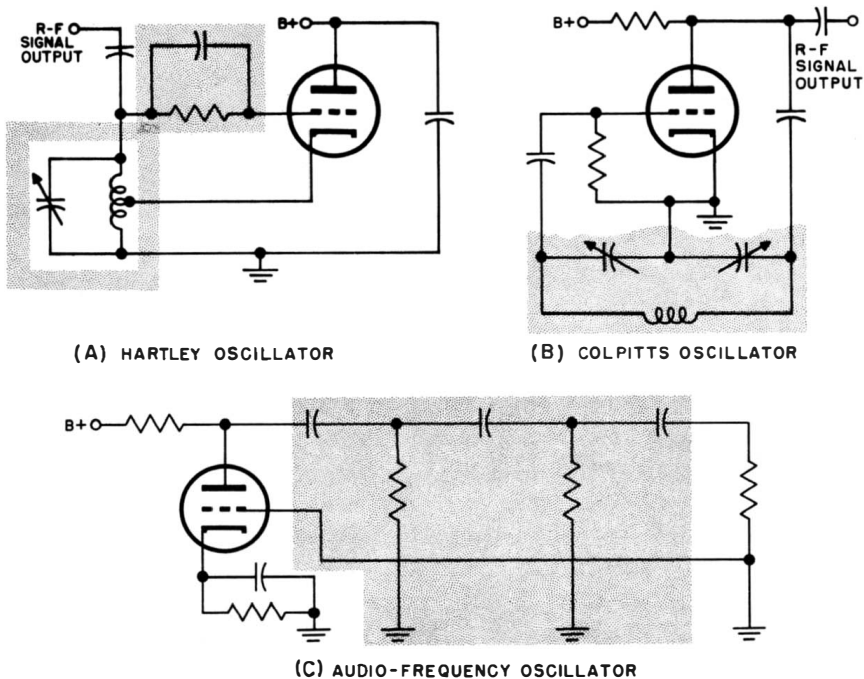 R-F
SIGNAL
OUTPUT
B+
B+
R-F
SIGNAL
OUTPUT
(A) HARTLEY OSCILLATOR
(B) COLPITTS OSCILLATOR
B+
(C) AUDIO-FREQUENCY OSCILLATOR